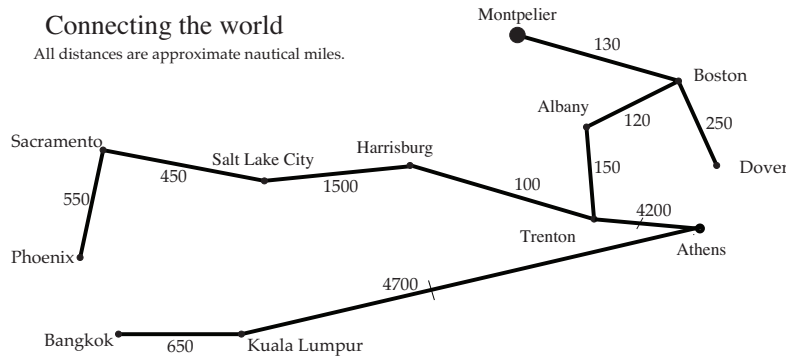 Connecting the world
All distances are approximate nautical miles.
Montpelier
130
Boston
Albany
120
250
Sacramento
Salt Lake City
Harrisburg
Dover
450
1500
150
100
550
4200
Trenton
Athens
Phoenix
4700
Bangkok
650
Kuala Lumpur